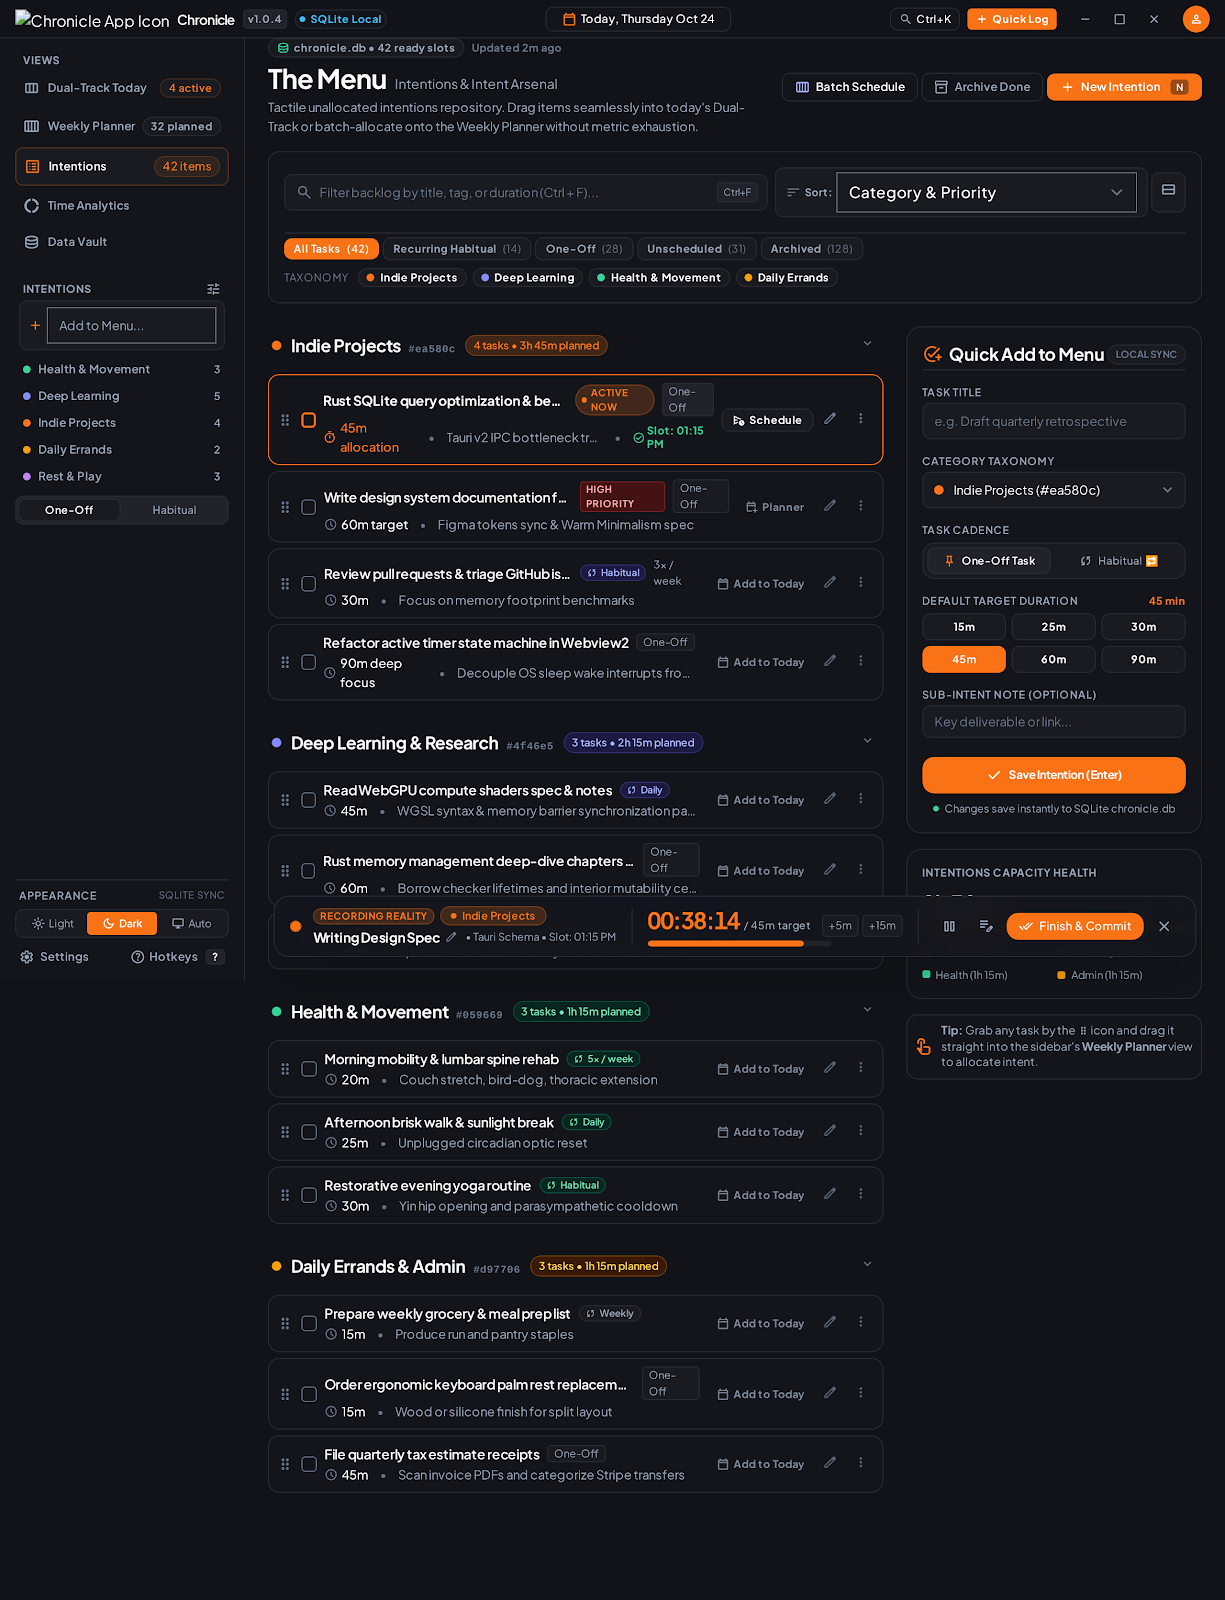 Chronicle App Icon Chronicle v1.0.4 SQLite Local
Today, Thursday Oct 24
Ctrl+K Quick Log
VIEWS
Dual-Track Today 4 active
Weekly Planner 32 planned
Intentions 42 items
Time Analytics
Data Vault
INTENTIONS
Add to Menu...
Health & Movement 3
Deep Learning 5
Indie Projects 4
Daily Errands 2
Rest & Play 3
One-Off Habitual
APPEARANCE SQLITE SYNC
Light Dark Auto
Settings Hotkeys ?
chronicle.db • 42 ready slots Updated 2m ago
The Menu Intentions & Intent Arsenal
Tactile unallocated intentions repository. Drag items seamlessly into today's Dual-
Track or batch-allocate onto the Weekly Planner without metric exhaustion.
Batch Schedule Archive Done New Intention N
Filter backlog by title, tag, or duration (Ctrl + F)... Ctrl+F
Sort: Category & Priority
All Tasks (42) Recurring Habitual (14) One-Off (28) Unscheduled (31) Archived (128)
TAXONOMY Indie Projects Deep Learning Health & Movement Daily Errands
Indie Projects #ea580c 4 tasks • 3h 45m planned
Rust SQLite query optimization & be... ACTIVE NOW One-Off
45m allocation • Tauri v2 IPC bottleneck tr... • Slot: 01:15 PM
Schedule
Write design system documentation f... HIGH PRIORITY One-Off
60m target • Figma tokens sync & Warm Minimalism spec
Planner
Review pull requests & triage GitHub is... Habitual 3x / week
30m • Focus on memory footprint benchmarks
Add to Today
Refactor active timer state machine in Webview2 One-Off
90m deep focus • Decouple OS sleep wake interrupts fro...
Add to Today
Deep Learning & Research #4f46e5 3 tasks • 2h 15m planned
Read WebGPU compute shaders spec & notes Daily
45m • WGSL syntax & memory barrier synchronization pa...
Add to Today
Rust memory management deep-dive chapters ... One-Off
60m • Borrow checker lifetimes and interior mutability ce...
Add to Today
RECORDING REALITY Indie Projects
Writing Design Spec • Tauri Schema • Slot: 01:15 PM
00:38:14 / 45m target +5m +15m
Finish & Commit
Health & Movement #059669 3 tasks • 1h 15m planned
Morning mobility & lumbar spine rehab 5x / week
20m • Couch stretch, bird-dog, thoracic extension
Add to Today
Afternoon brisk walk & sunlight break Daily
25m • Unplugged circadian optic reset
Add to Today
Restorative evening yoga routine Habitual
30m • Yin hip opening and parasympathetic cooldown
Add to Today
Daily Errands & Admin #d97706 3 tasks • 1h 15m planned
Prepare weekly grocery & meal prep list Weekly
15m • Produce run and pantry staples
Add to Today
Order ergonomic keyboard palm rest replacem... One-Off
15m • Wood or silicone finish for split layout
Add to Today
File quarterly tax estimate receipts One-Off
45m • Scan invoice PDFs and categorize Stripe transfers
Add to Today
Quick Add to Menu LOCAL SYNC
TASK TITLE
e.g. Draft quarterly retrospective
CATEGORY TAXONOMY
Indie Projects (#ea580c)
TASK CADENCE
One-Off Task Habitual 🔁
DEFAULT TARGET DURATION 45 min
15m 25m 30m
45m 60m 90m
SUB-INTENT NOTE (OPTIONAL)
Key deliverable or link...
Save Intention (Enter)
Changes save instantly to SQLite chronicle.db
INTENTIONS CAPACITY HEALTH
Health (1h 15m) Admin (1h 15m)
Tip: Grab any task by the ⠿ icon and drag it
straight into the sidebar's Weekly Planner view
to allocate intent.